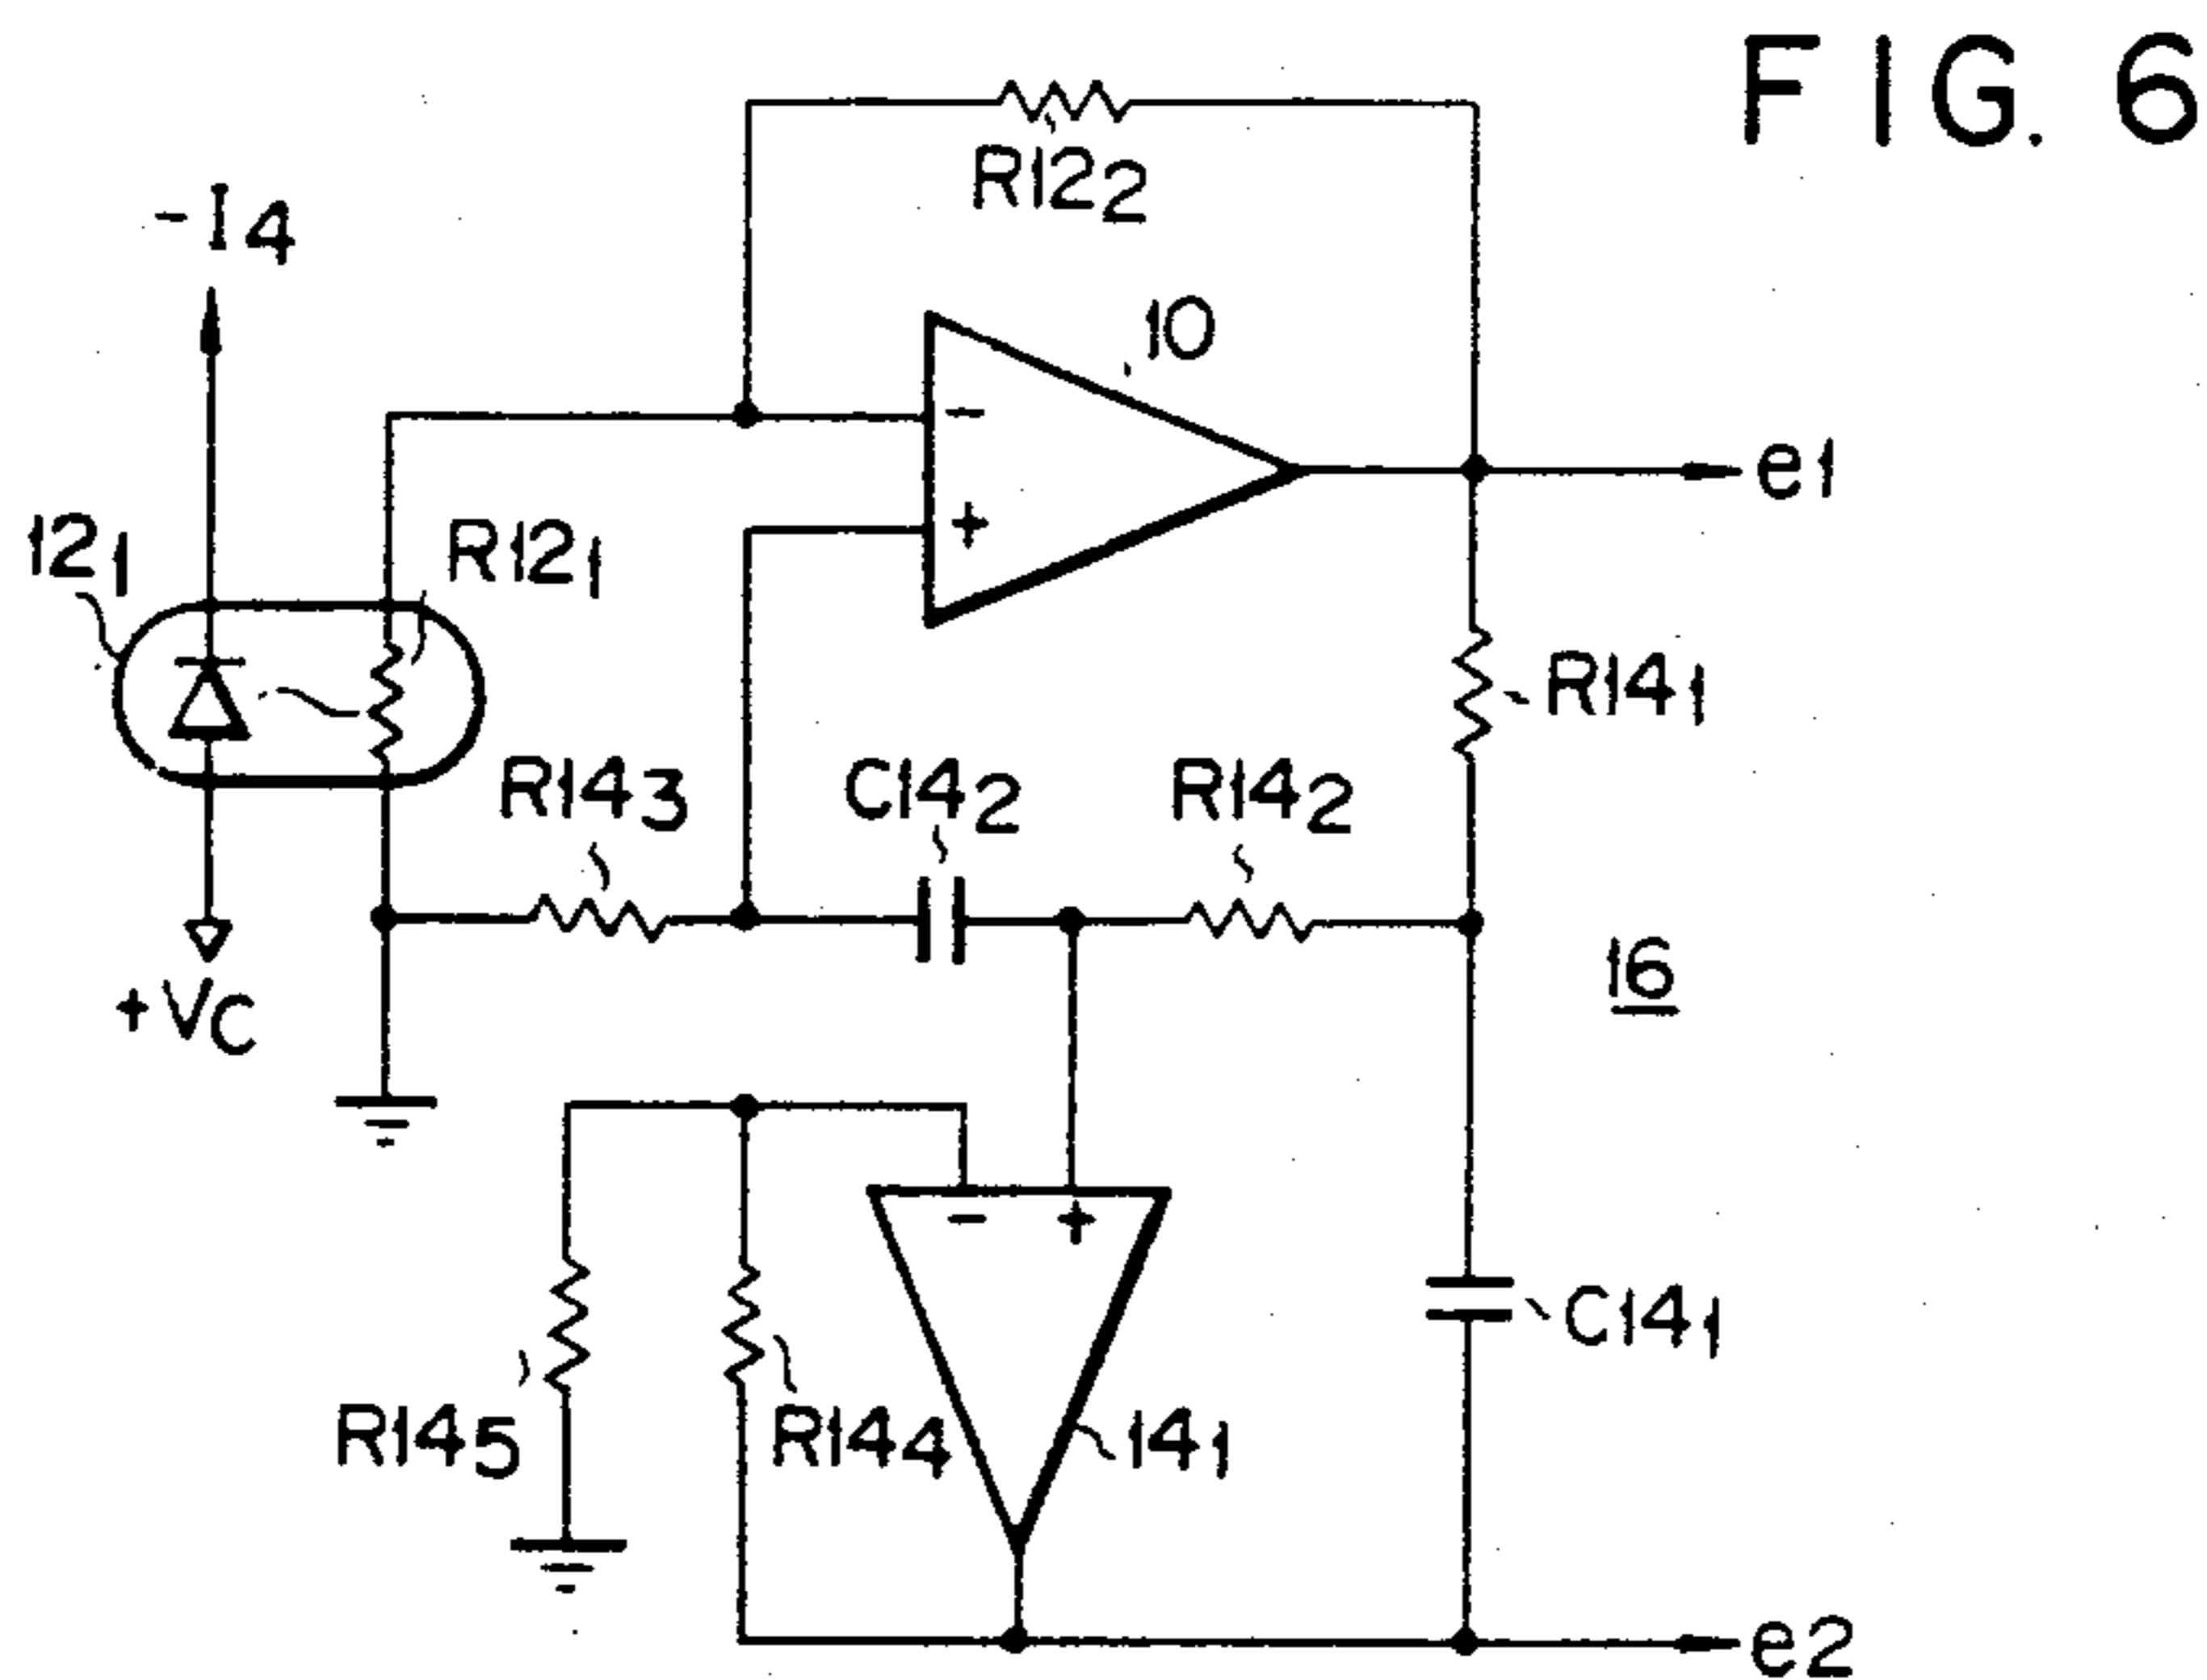 FIG. 6
R122
-I4
10
-
e1
+
121
R121
R141
R143
C142
R142
16
+VC
- +
C141
R145
R144
141
e2